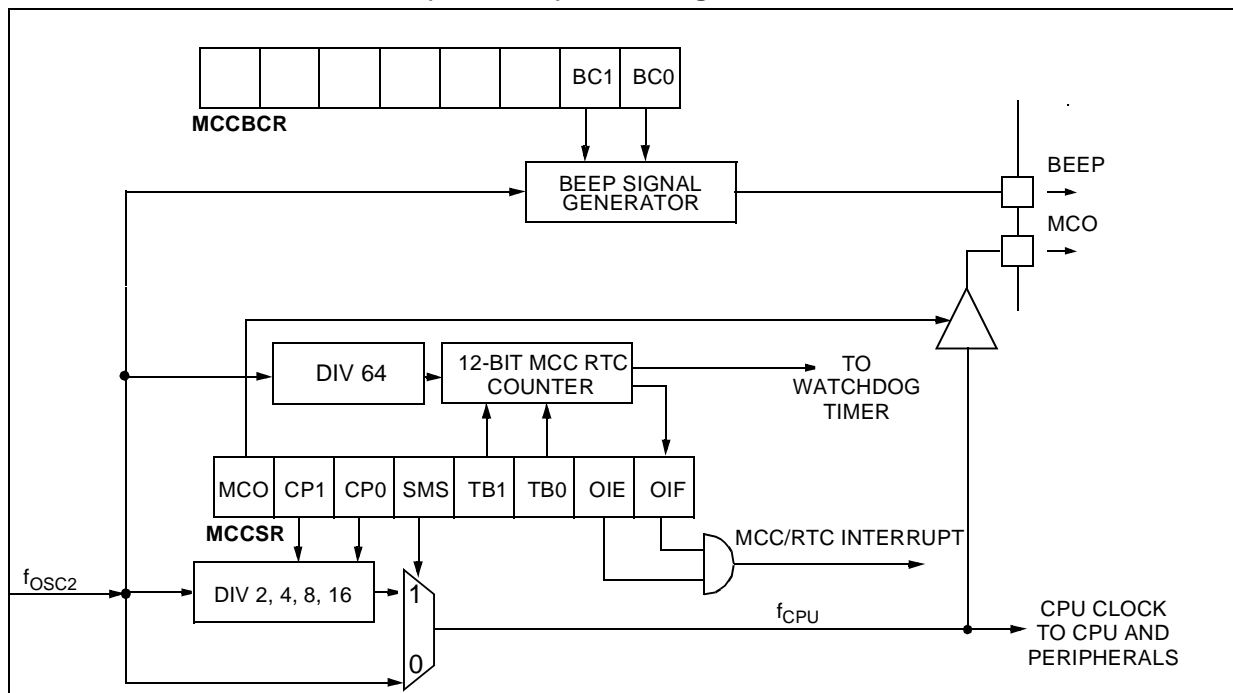 BC1 BC0
MCCBCR
BEEP SIGNAL
GENERATOR
BEEP
MCO
DIV 64
12-BIT MCC RTC
COUNTER
TO
WATCHDOG
TIMER
MCO CP1 CP0 SMS TB1 TB0 OIE OIF
MCCSR
MCC/RTC INTERRUPT
fOSC2
DIV 2, 4, 8, 16
1
0
fCPU
CPU CLOCK
TO CPU AND
PERIPHERALS